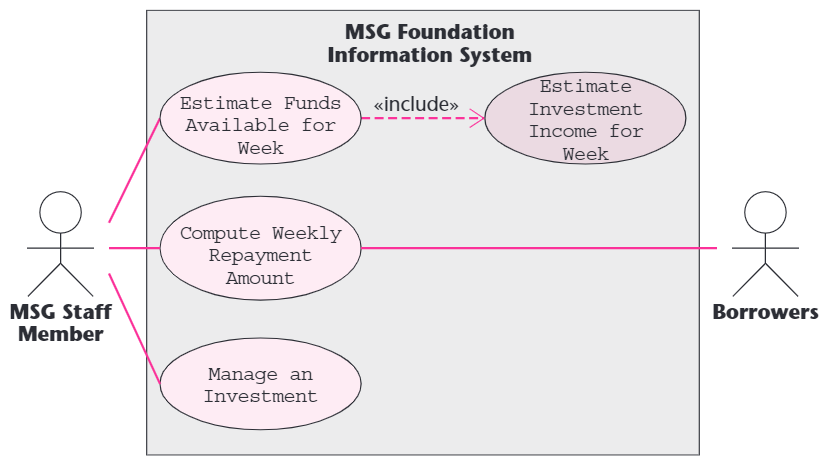 MSG Foundation
Information System
Estimate Funds
Available for
Week
«include»
Estimate
Investment
Income for
Week
Compute Weekly
Repayment
Amount
MSG Staff
Member
Borrowers
Manage an
Investment